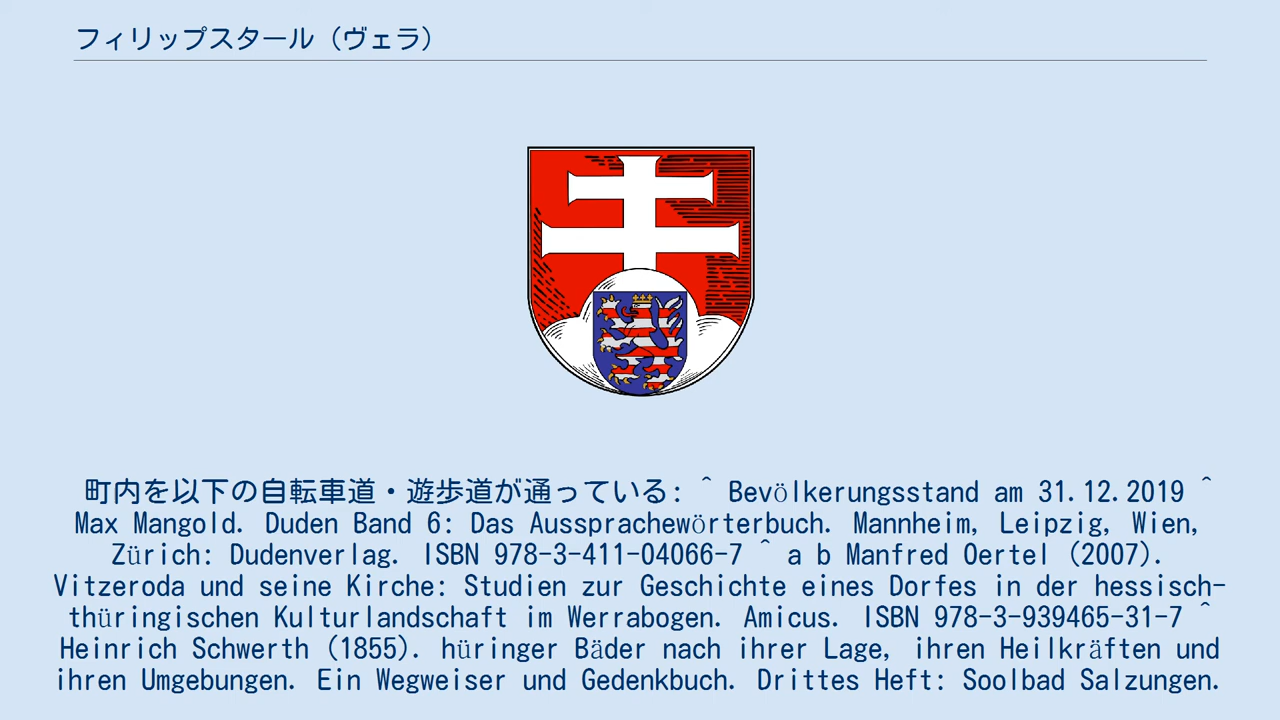 フィリップスタール（ヴェラ）
町内を以下の自転車道・遊歩道が通っている: ^ Bevölkerungsstand am 31.12.2019 ^
Max Mangold. Duden Band 6: Das Aussprachewörterbuch. Mannheim, Leipzig, Wien,
Zürich: Dudenverlag. ISBN 978-3-411-04066-7 ^ a b Manfred Oertel (2007).
Vitzeroda und seine Kirche: Studien zur Geschichte eines Dorfes in der hessisch-
thüringischen Kulturlandschaft im Werrabogen. Amicus. ISBN 978-3-939465-31-7 ^
Heinrich Schwerth (1855). hüringer Bäder nach ihrer Lage, ihren Heilkräften und
ihren Umgebungen. Ein Wegweiser und Gedenkbuch. Drittes Heft: Soolbad Salzungen.